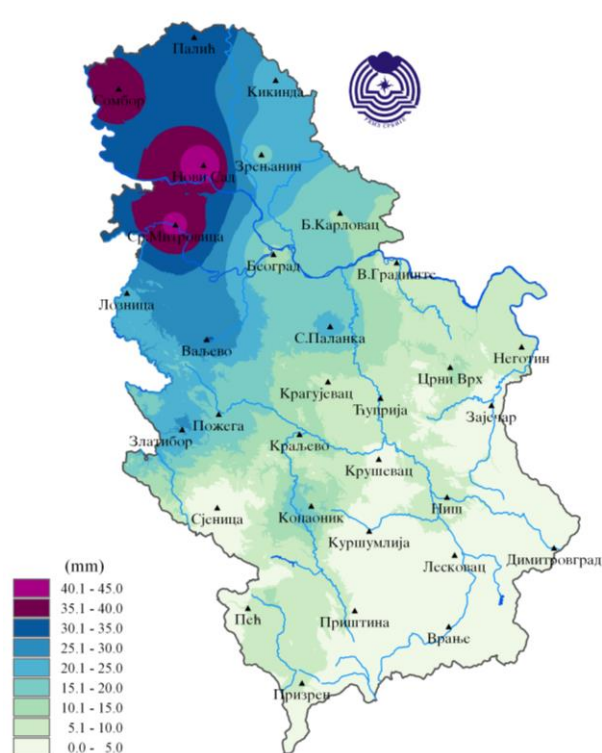 Палић
Сомбор
Кикинда
Нови Сад
Зрењанин
Ср.Митровица
Б.Карловац
Београд
В.Градиште
Лозница
Ваљево
С.Паланка
Неготин
Црни Врх
Крагујевац
Ћуприја
Зајечар
Пожега
Златибор
Краљево
Крушевац
Сјеница
Копаоник
Ниш
Куршумлија
Лесковац
Димитровград
Пећ
Приштина
Врање
Призрен
(mm)
40.1 - 45.0
35.1 - 40.0
30.1 - 35.0
25.1 - 30.0
20.1 - 25.0
15.1 - 20.0
10.1 - 15.0
5.1 - 10.0
0.0 - 5.0